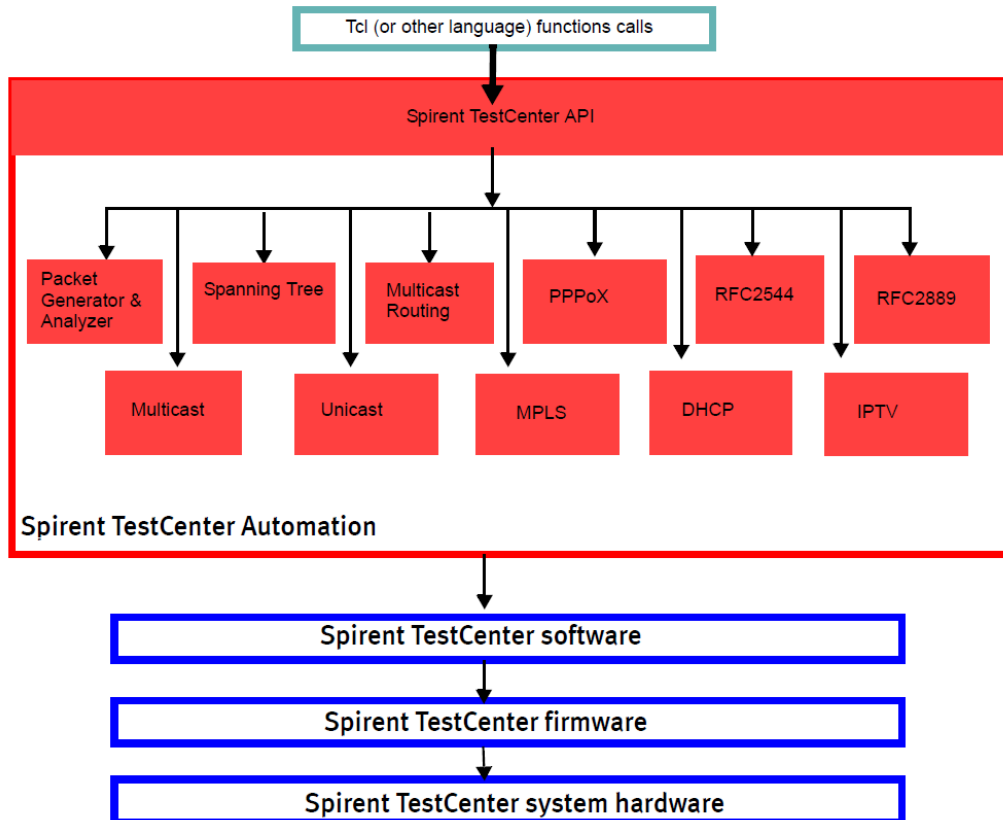 Tcl (or other language) functions calls
Spirent TestCenter API
Packet
Generator &
Analyzer
Spanning Tree
Multicast
Routing
PPPoX
RFC2544
RFC2889
Multicast
Unicast
MPLS
DHCP
IPTV
Spirent TestCenter Automation
Spirent TestCenter software
Spirent TestCenter firmware
Spirent TestCenter system hardware